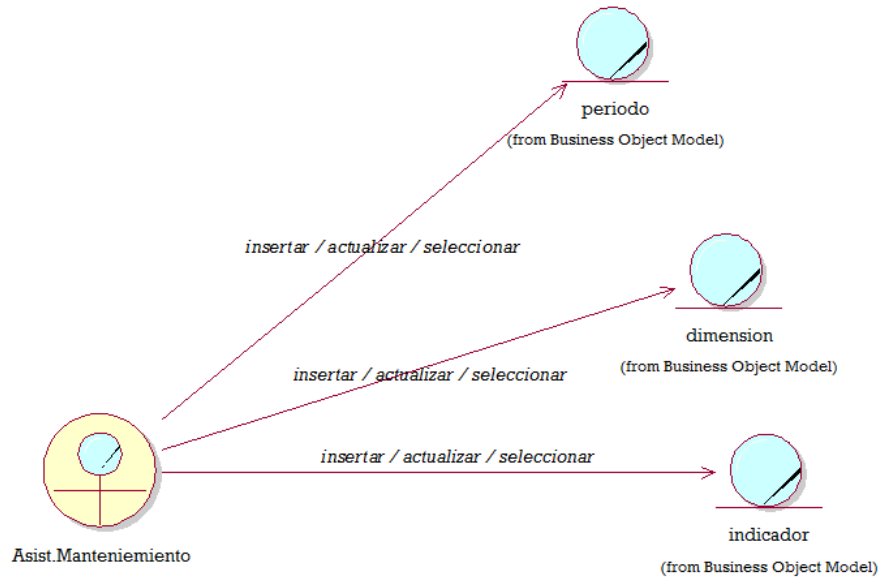 periodo
(from Business Object Model)
insertar / actualizar / seleccionar
dimension
(from Business Object Model)
insertar / actualizar / seleccionar
insertar / actualizar / seleccionar
indicador
(from Business Object Model)
Asist.Manteniemiento